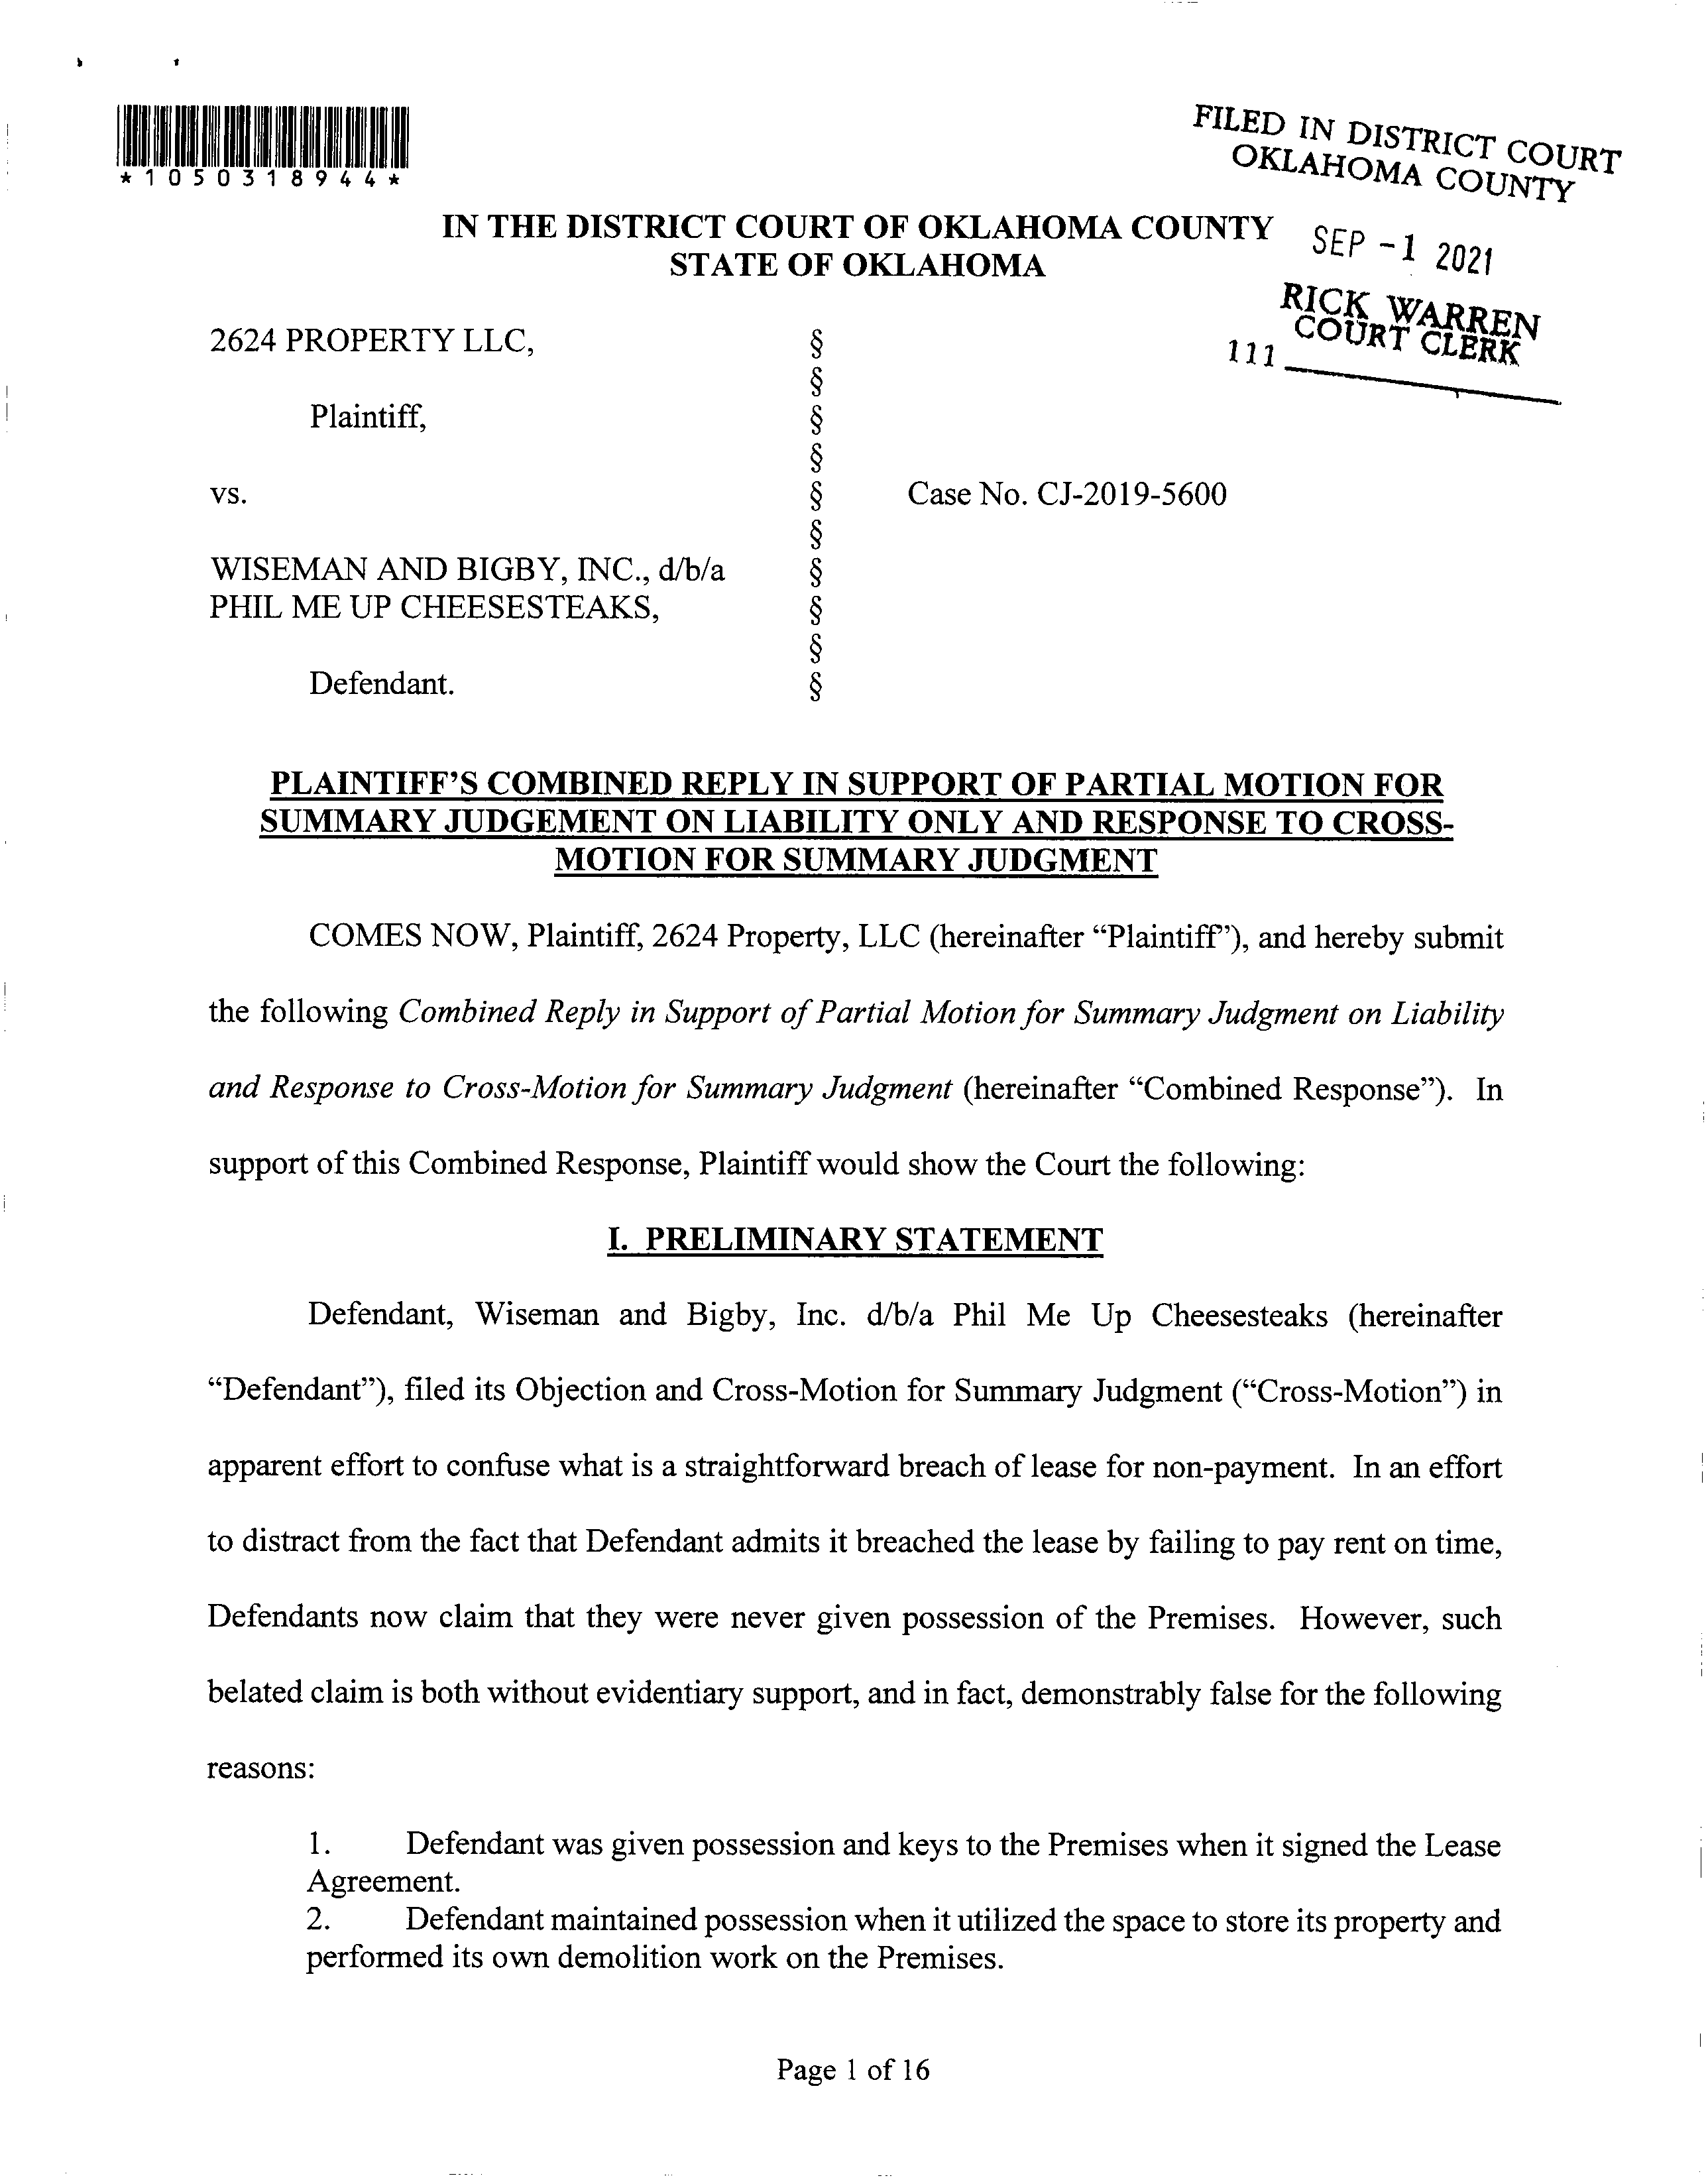 *1050318944*
FILED IN DISTRICT COURT
OKLAHOMA COUNTY
IN THE DISTRICT COURT OF OKLAHOMA COUNTY
STATE OF OKLAHOMA
SEP -1 2021
RICK WARREN
COURT CLERK
111
2624 PROPERTY LLC, §
§
Plaintiff, §
§
vs. § Case No. CJ-2019-5600
§
WISEMAN AND BIGBY, INC., d/b/a §
PHIL ME UP CHEESESTEAKS, §
§
Defendant. §
PLAINTIFF'S COMBINED REPLY IN SUPPORT OF PARTIAL MOTION FOR
SUMMARY JUDGEMENT ON LIABILITY ONLY AND RESPONSE TO CROSS-
MOTION FOR SUMMARY JUDGMENT
COMES NOW, Plaintiff, 2624 Property, LLC (hereinafter “Plaintiff”), and hereby submit
the following Combined Reply in Support of Partial Motion for Summary Judgment on Liability
and Response to Cross-Motion for Summary Judgment (hereinafter “Combined Response”). In
support of this Combined Response, Plaintiff would show the Court the following:
I. PRELIMINARY STATEMENT
Defendant, Wiseman and Bigby, Inc. d/b/a Phil Me Up Cheesesteaks (hereinafter
“Defendant”), filed its Objection and Cross-Motion for Summary Judgment (“Cross-Motion”) in
apparent effort to confuse what is a straightforward breach of lease for non-payment. In an effort
to distract from the fact that Defendant admits it breached the lease by failing to pay rent on time,
Defendants now claim that they were never given possession of the Premises. However, such
belated claim is both without evidentiary support, and in fact, demonstrably false for the following
reasons:
1. Defendant was given possession and keys to the Premises when it signed the Lease
Agreement.
2. Defendant maintained possession when it utilized the space to store its property and
performed its own demolition work on the Premises.
Page 1 of 16